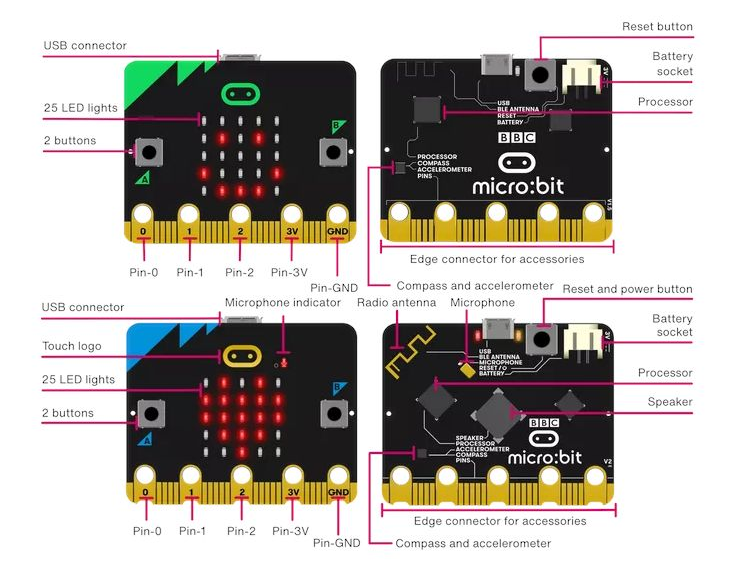 USB connector
25 LED lights
2 buttons
A
B
0 1 2 3V GND
Pin-0 Pin-1 Pin-2 Pin-3V
Pin-GND
Reset button
Battery
socket
Processor
3V
USB
BLE ANTENNA
RESET
BATTERY
BBC
micro:bit
PROCESSOR
COMPASS
ACCELEROMETER
PINS
V1.5
Edge connector for accessories
Compass and accelerometer
USB connector
Microphone indicator
Touch logo
25 LED lights
2 buttons
A
B
0 1 2 3V GND
Pin-0 Pin-1 Pin-2 Pin-3V
Pin-GND
Radio antenna
Microphone
Reset and power button
Battery
socket
Processor
Speaker
3V
USB
BLE ANTENNA
MICROPHONE
RESET /
BATTERY
BBC
micro:bit
SPEAKER
PROCESSOR
ACCELEROMETER
COMPASS
PINS
V2
Edge connector for accessories
Compass and accelerometer